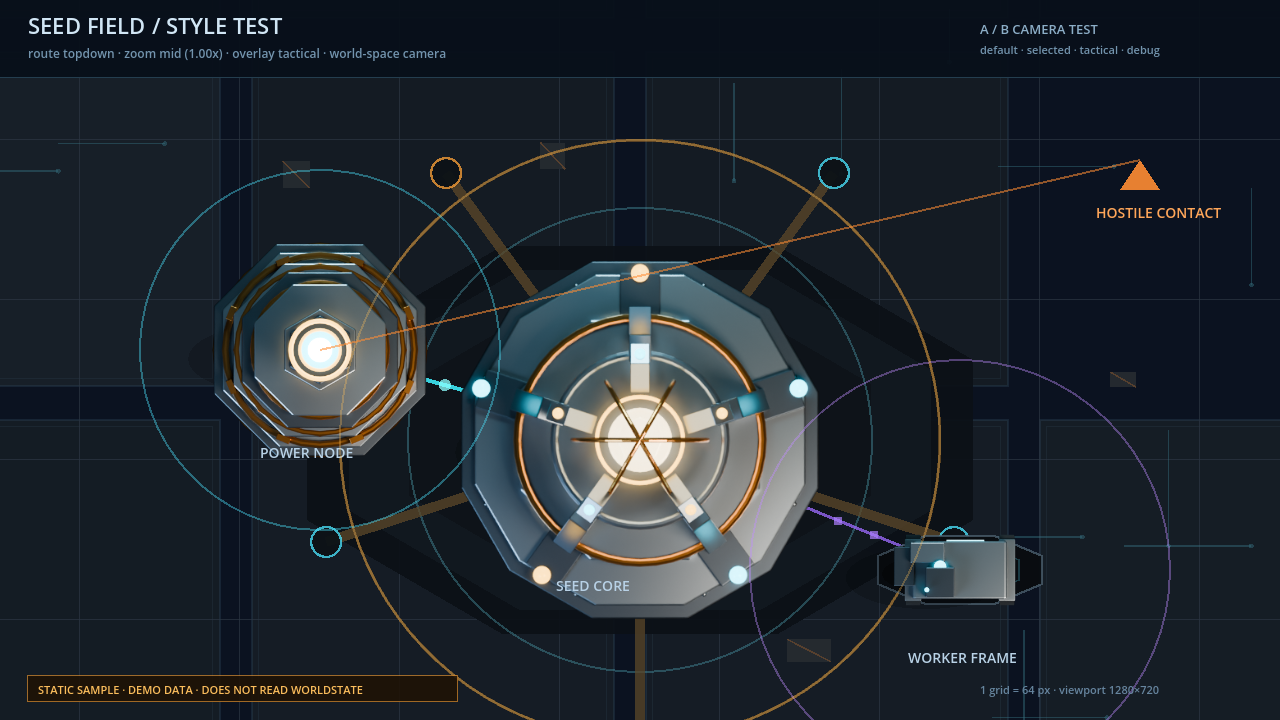 SEED FIELD / STYLE TEST
route topdown · zoom mid (1.00x) · overlay tactical · world-space camera
A / B CAMERA TEST
default · selected · tactical · debug
HOSTILE CONTACT
POWER NODE
SEED CORE
WORKER FRAME
STATIC SAMPLE · DEMO DATA · DOES NOT READ WORLDSTATE
1 grid = 64 px · viewport 1280×720